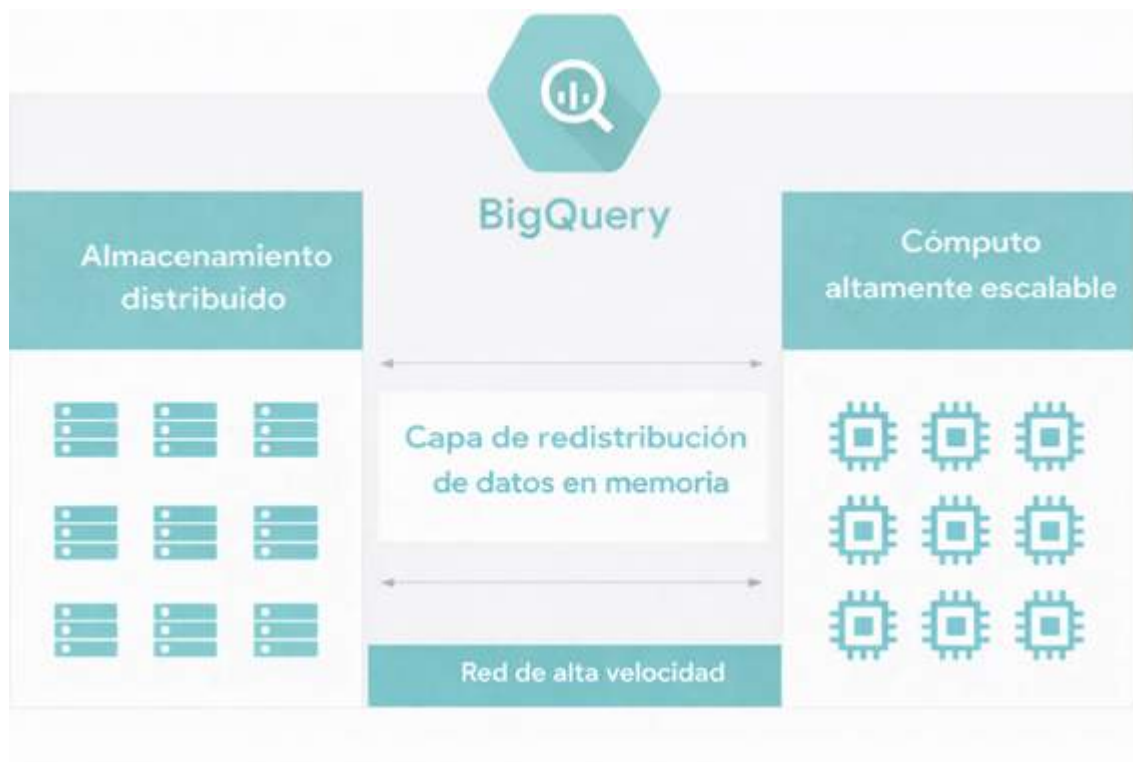 BigQuery
Almacenamiento
distribuido
Cómputo
altamente escalable
Capa de redistribución
de datos en memoria
Red de alta velocidad